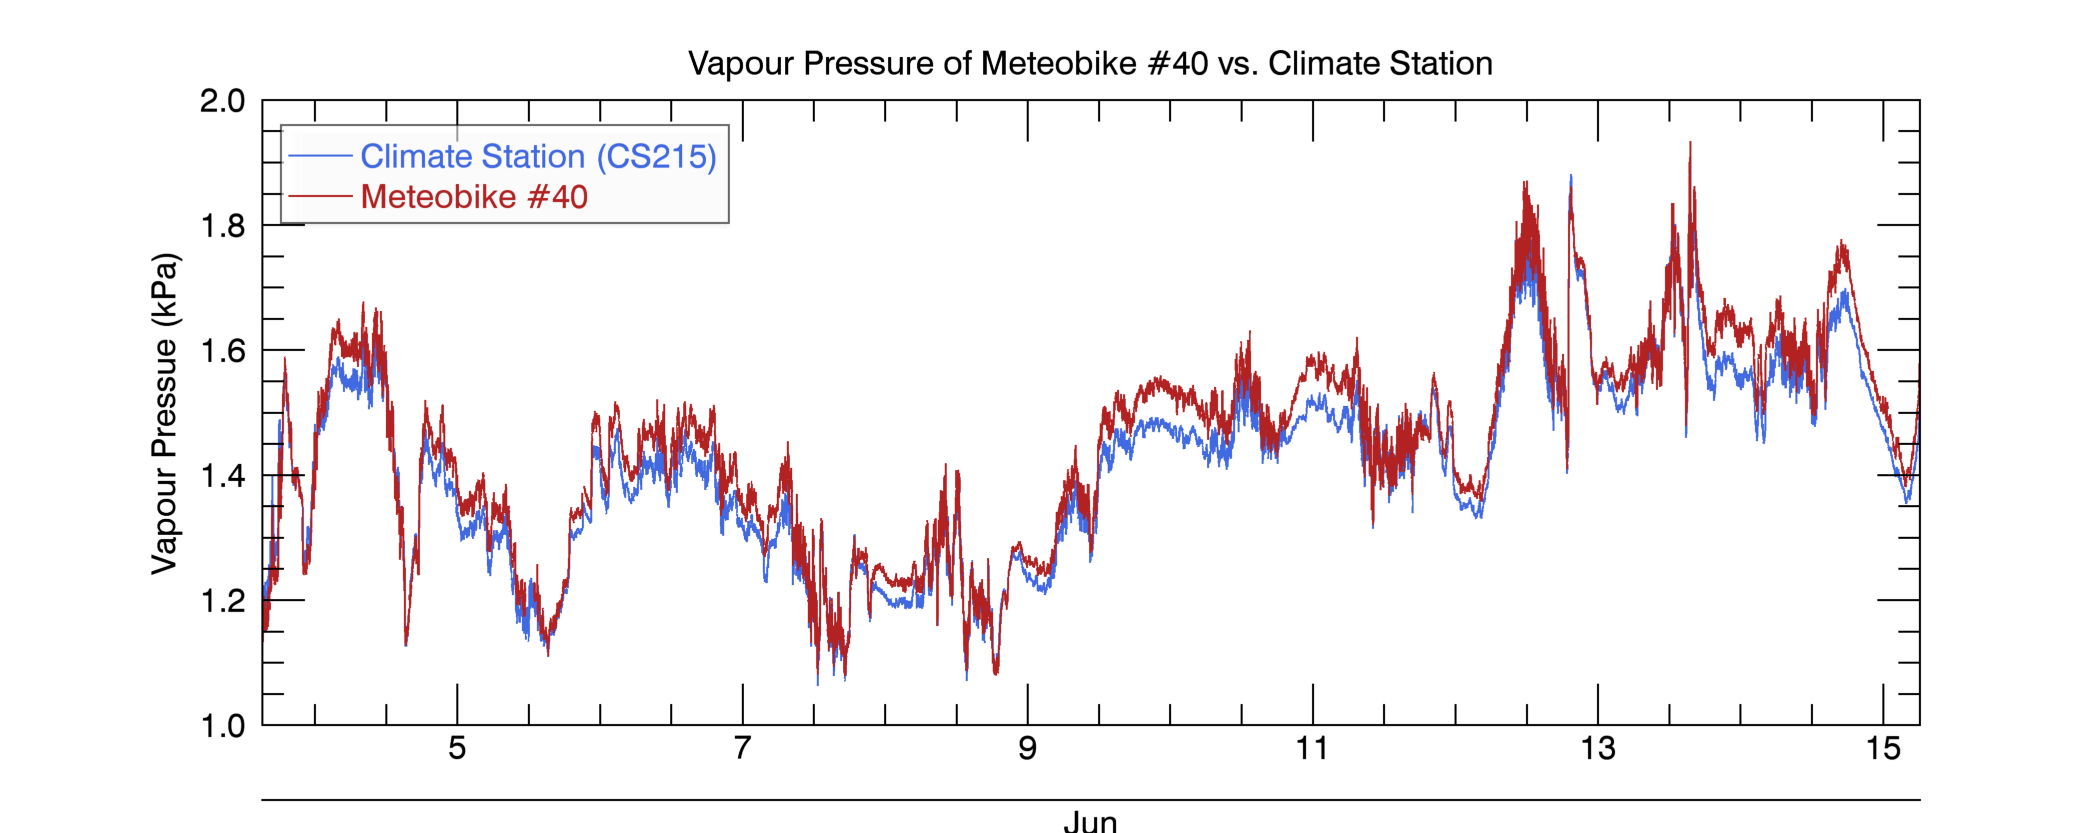 Vapour Pressure of Meteobike #40 vs. Climate Station
2.0
Climate Station (CS215)
Meteobike #40
1.8
1.6
1.4
1.2
1.0
Vapour Pressue (kPa)
5 7 9 11 13 15
Jun